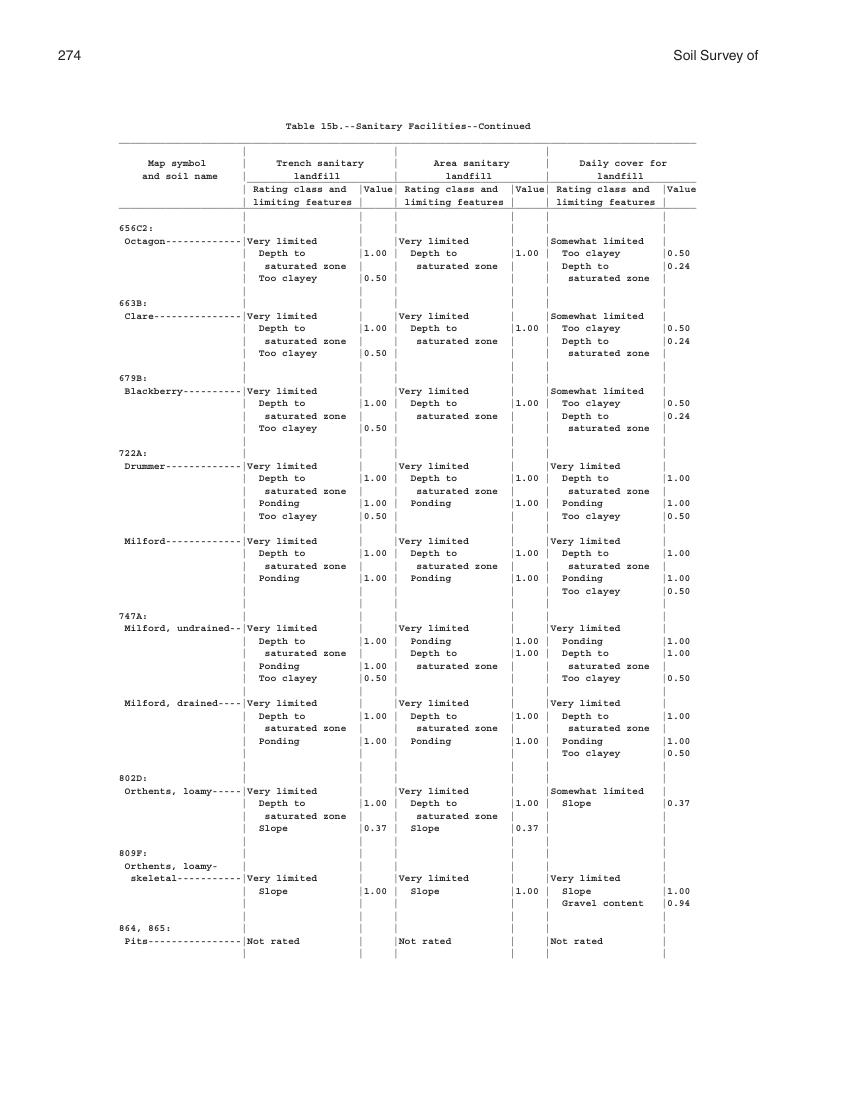 274
Soil Survey of
Table 15b.--Sanitary Facilities--Continued
Map symbol | Trench sanitary | Area sanitary | Daily cover for
and soil name | landfill | landfill | landfill
Rating class and |Value| Rating class and |Value| Rating class and |Value
limiting features | | limiting features | | limiting features |
656C2:
Octagon-------------|Very limited | |Very limited | |Somewhat limited |
Depth to |1.00 | Depth to |1.00 | Too clayey |0.50
saturated zone | | saturated zone | | Depth to |0.24
Too clayey |0.50 | | | saturated zone |
663B:
Clare---------------|Very limited | |Very limited | |Somewhat limited |
Depth to |1.00 | Depth to |1.00 | Too clayey |0.50
saturated zone | | saturated zone | | Depth to |0.24
Too clayey |0.50 | | | saturated zone |
679B:
Blackberry----------|Very limited | |Very limited | |Somewhat limited |
Depth to |1.00 | Depth to |1.00 | Too clayey |0.50
saturated zone | | saturated zone | | Depth to |0.24
Too clayey |0.50 | | | saturated zone |
722A:
Drummer-------------|Very limited | |Very limited | |Very limited |
Depth to |1.00 | Depth to |1.00 | Depth to |1.00
saturated zone | | saturated zone | | saturated zone |
Ponding |1.00 | Ponding |1.00 | Ponding |1.00
Too clayey |0.50 | | | Too clayey |0.50
Milford-------------|Very limited | |Very limited | |Very limited |
Depth to |1.00 | Depth to |1.00 | Depth to |1.00
saturated zone | | saturated zone | | saturated zone |
Ponding |1.00 | Ponding |1.00 | Ponding |1.00
| | | | Too clayey |0.50
747A:
Milford, undrained--|Very limited | |Very limited | |Very limited |
Depth to |1.00 | Ponding |1.00 | Ponding |1.00
saturated zone | | Depth to |1.00 | Depth to |1.00
Ponding |1.00 | saturated zone | | saturated zone |
Too clayey |0.50 | | | Too clayey |0.50
Milford, drained----|Very limited | |Very limited | |Very limited |
Depth to |1.00 | Depth to |1.00 | Depth to |1.00
saturated zone | | saturated zone | | saturated zone |
Ponding |1.00 | Ponding |1.00 | Ponding |1.00
| | | | Too clayey |0.50
802D:
Orthents, loamy-----|Very limited | |Very limited | |Somewhat limited |
Depth to |1.00 | Depth to |1.00 | Slope |0.37
saturated zone | | saturated zone | | |
Slope |0.37 | Slope |0.37 | |
809F:
Orthents, loamy-
skeletal-----------|Very limited | |Very limited | |Very limited |
Slope |1.00 | Slope |1.00 | Slope |1.00
| | | | Gravel content |0.94
864, 865:
Pits----------------|Not rated | |Not rated | |Not rated |